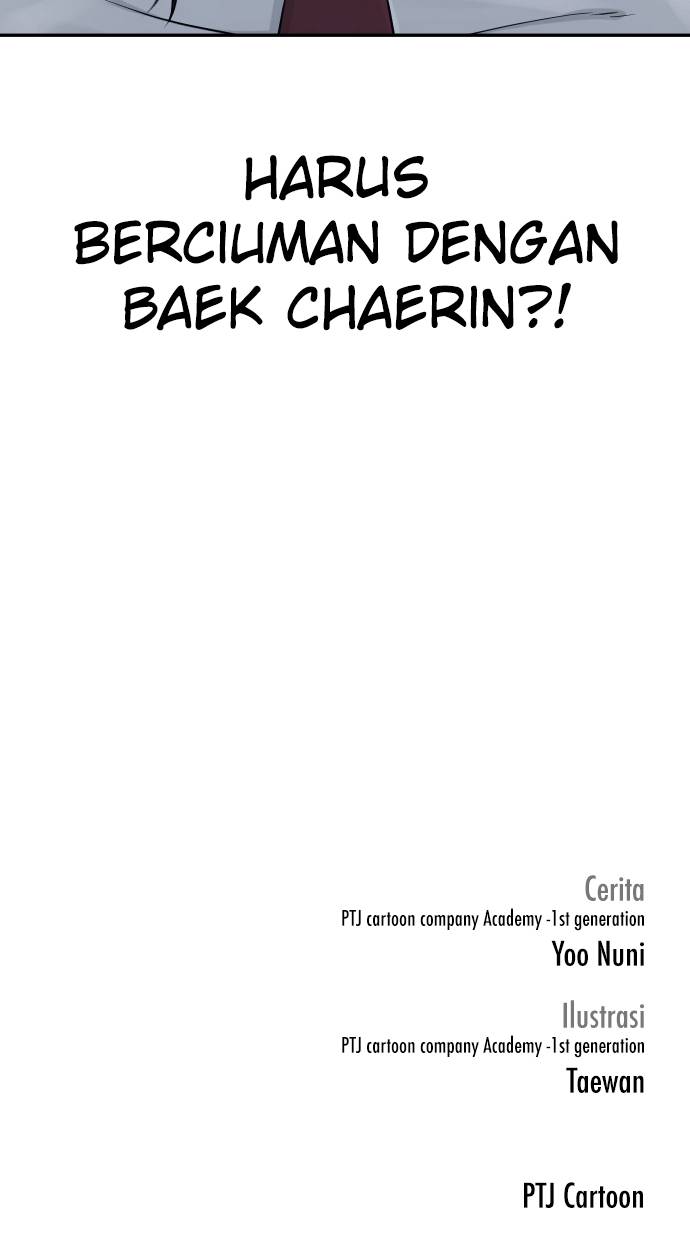 HARUS
BERCIUMAN DENGAN
BAEK CHAERIN?!
Cerita
PTJ cartoon company Academy -1st generation
Yoo Nuni
Ilustrasi
PTJ cartoon company Academy -1st generation
Taewan
PTJ Cartoon